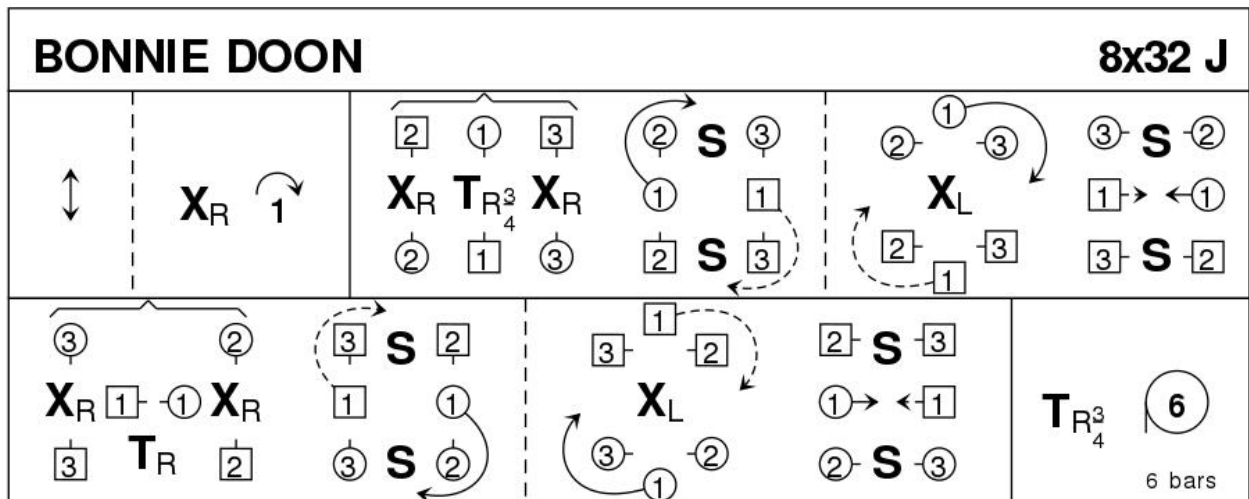 BONNIE DOON 8x32 J
2 1 3 2 S 3 1 3 S 2
2 3
XR 1 XR TR3/4 XR 1 1 XL 1 1
2 3
2 1 3 2 S 3 1 3 S 2
3 2 3 S 2 1 2 S 3
3 2
XR 1 1 XR 1 1 XL 1 1 TR3/4 6
3 TR 2 3 S 2 3 2 2 S 3
1 6 bars